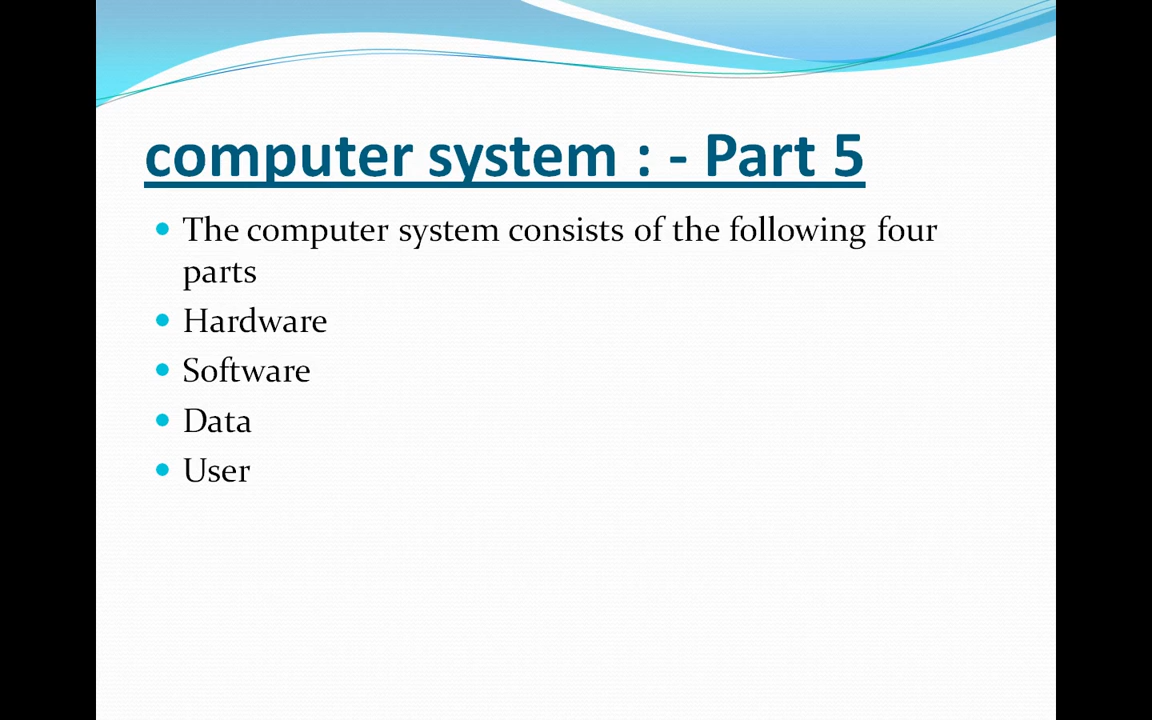 computer system : - Part 5
The computer system consists of the following four
parts
Hardware
Software
Data
User